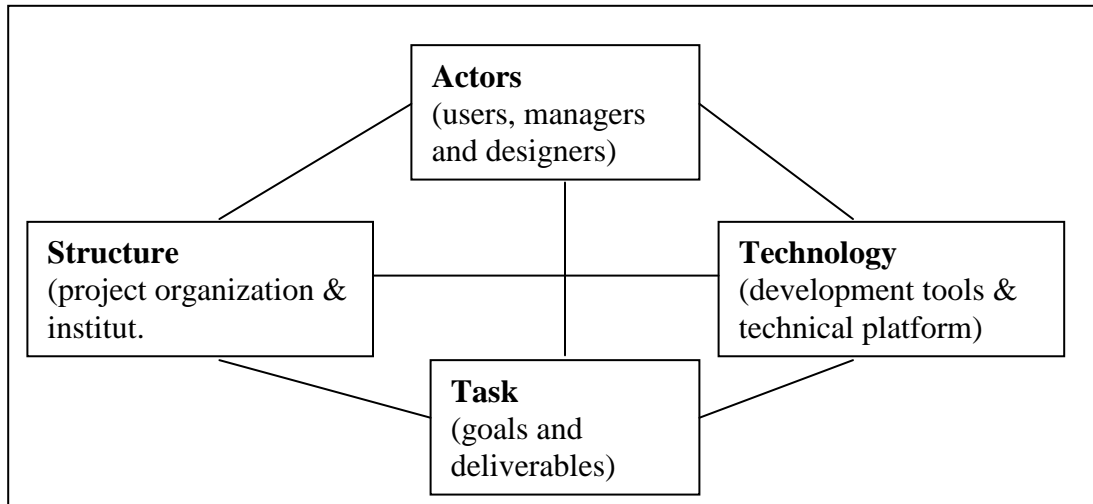 Actors
(users, managers
and designers)
Structure
(project organization &
institut.
Technology
(development tools &
technical platform)
Task
(goals and
deliverables)